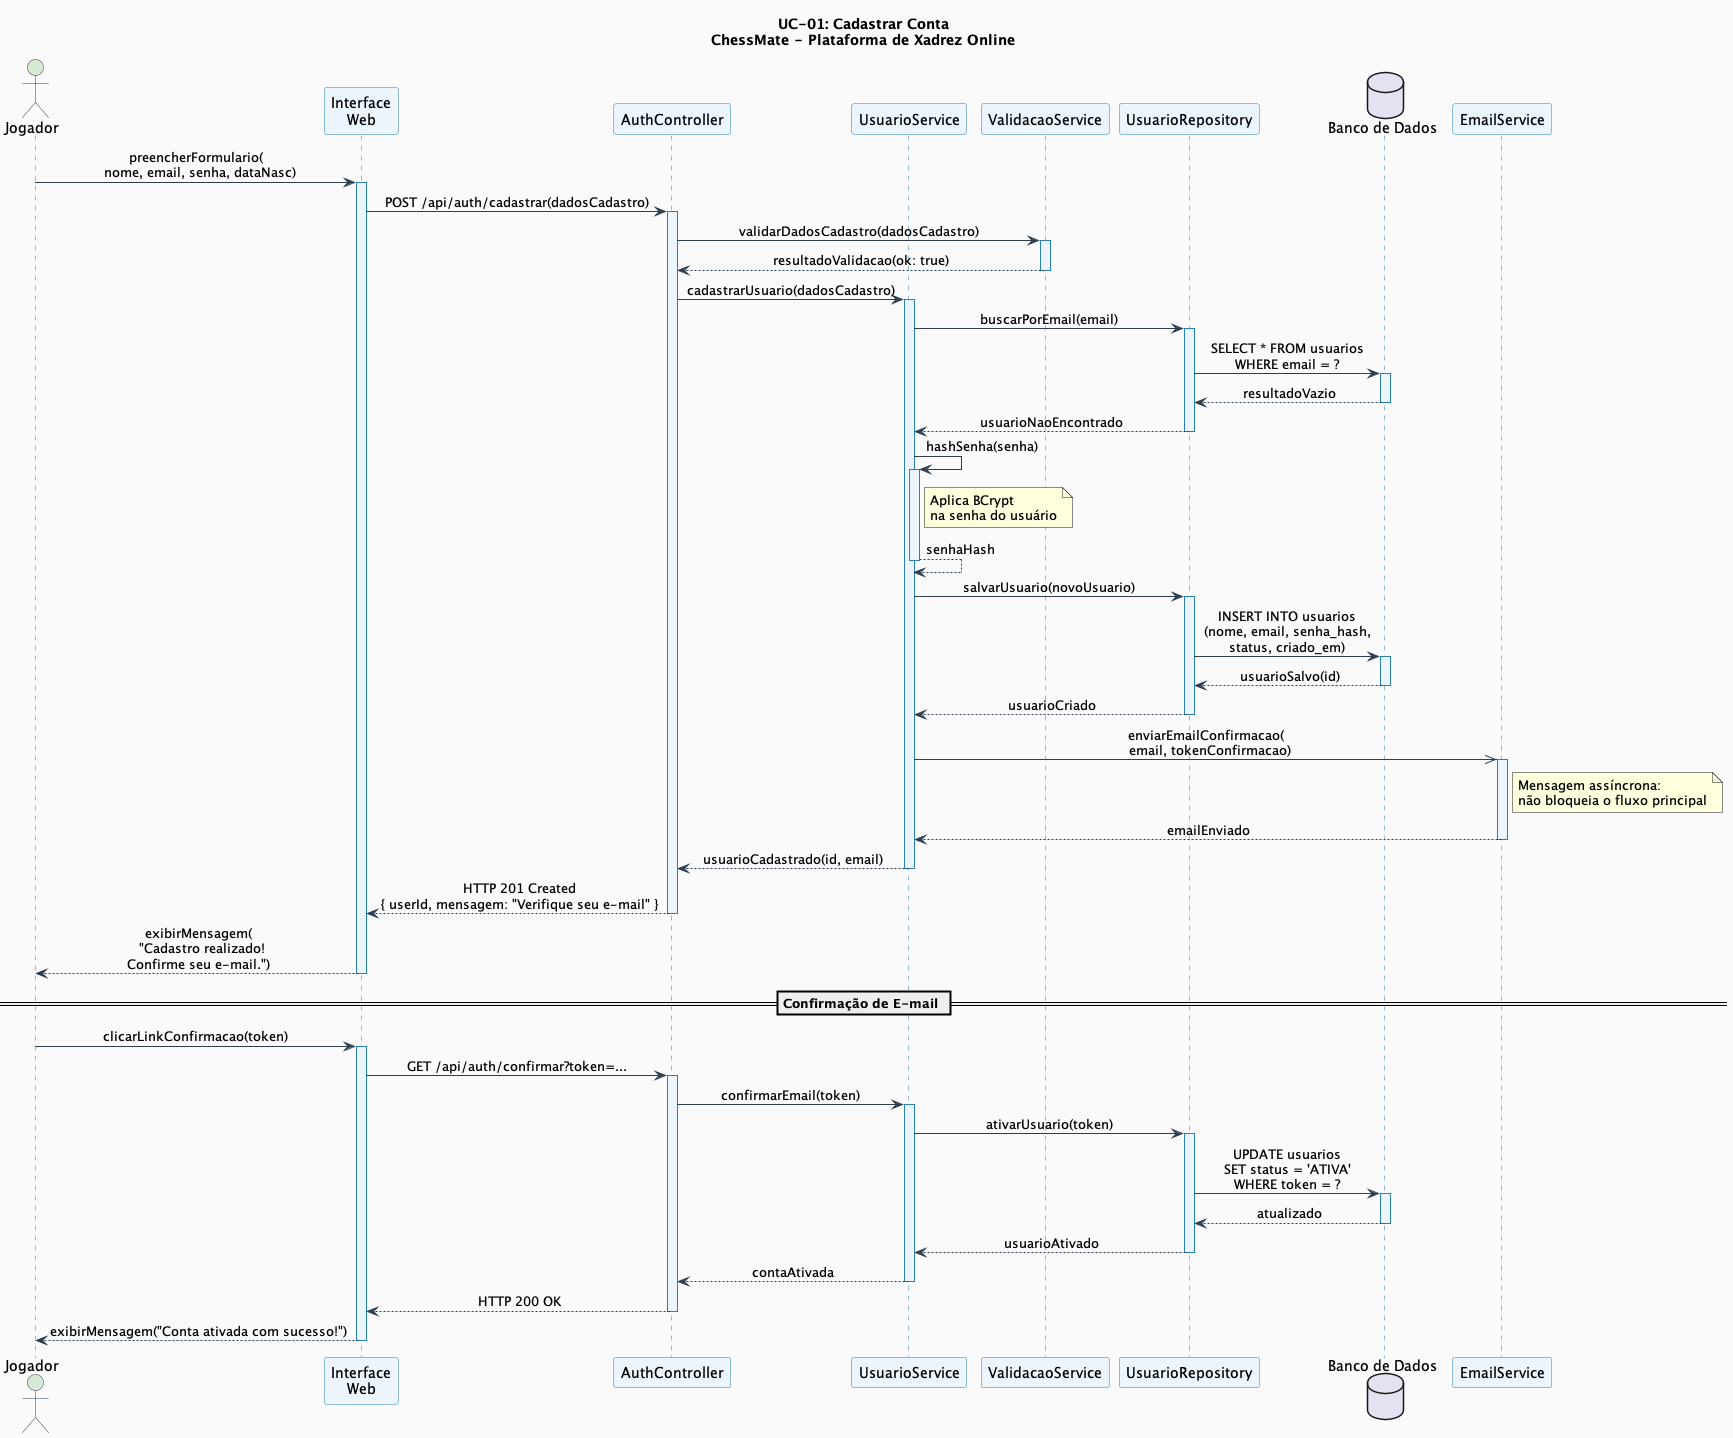 UC-01: Cadastrar Conta
ChessMate - Plataforma de Xadrez Online
Jogador
Interface
Web
AuthController
UsuarioService
ValidacaoService
UsuarioRepository
Banco de Dados
EmailService
preencherFormulario(
nome, email, senha, dataNasc)
POST /api/auth/cadastrar(dadosCadastro)
validarDadosCadastro(dadosCadastro)
resultadoValidacao(ok: true)
cadastrarUsuario(dadosCadastro)
buscarPorEmail(email)
SELECT * FROM usuarios
WHERE email = ?
resultadoVazio
usuarioNaoEncontrado
hashSenha(senha)
Aplica BCrypt
na senha do usuário
senhaHash
salvarUsuario(novoUsuario)
INSERT INTO usuarios
(nome, email, senha_hash,
status, criado_em)
usuarioSalvo(id)
usuarioCriado
enviarEmailConfirmacao(
email, tokenConfirmacao)
Mensagem assíncrona:
não bloqueia o fluxo principal
emailEnviado
usuarioCadastrado(id, email)
HTTP 201 Created
{ userId, mensagem: "Verifique seu e-mail" }
exibirMensagem(
"Cadastro realizado!
Confirme seu e-mail.")
Confirmação de E-mail
clicarLinkConfirmacao(token)
GET /api/auth/confirmar?token=...
confirmarEmail(token)
ativarUsuario(token)
UPDATE usuarios
SET status = 'ATIVA'
WHERE token = ?
atualizado
usuarioAtivado
contaAtivada
HTTP 200 OK
exibirMensagem("Conta ativada com sucesso!")
Jogador
Interface
Web
AuthController
UsuarioService
ValidacaoService
UsuarioRepository
Banco de Dados
EmailService